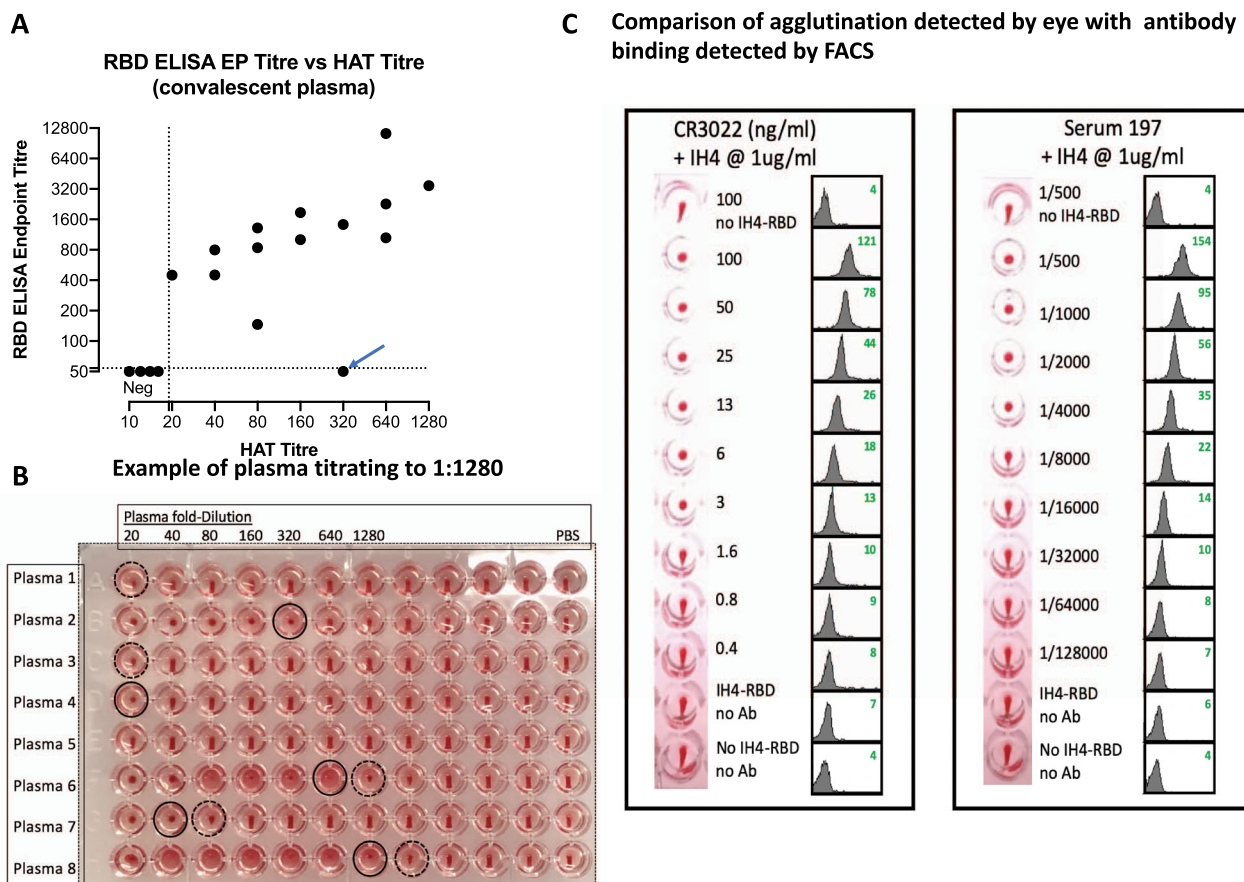 A
RBD ELISA EP Titre vs HAT Titre
(convalescent plasma)
RBD ELISA Endpoint Titre
12800
6400
3200
1600
800
400
200
100
50
Neg
10 20 40 80 160 320 640 1280
HAT Titre
B
Example of plasma titrating to 1:1280
Plasma fold-Dilution
20 40 80 160 320 640 1280 PBS
Plasma 1
Plasma 2
Plasma 3
Plasma 4
Plasma 5
Plasma 6
Plasma 7
Plasma 8
C
Comparison of agglutination detected by eye with antibody
binding detected by FACS
CR3022 (ng/ml)
+ IH4 @ 1ug/ml
100
no IH4-RBD
4
100
121
50
78
25
44
13
26
6
18
3
13
1.6
10
0.8
9
0.4
8
IH4-RBD
no Ab
7
No IH4-RBD
no Ab
4
Serum 197
+ IH4 @ 1ug/ml
1/500
no IH4-RBD
4
1/500
154
1/1000
95
1/2000
56
1/4000
35
1/8000
22
1/16000
14
1/32000
10
1/64000
8
1/128000
7
IH4-RBD
no Ab
6
No IH4-RBD
no Ab
4